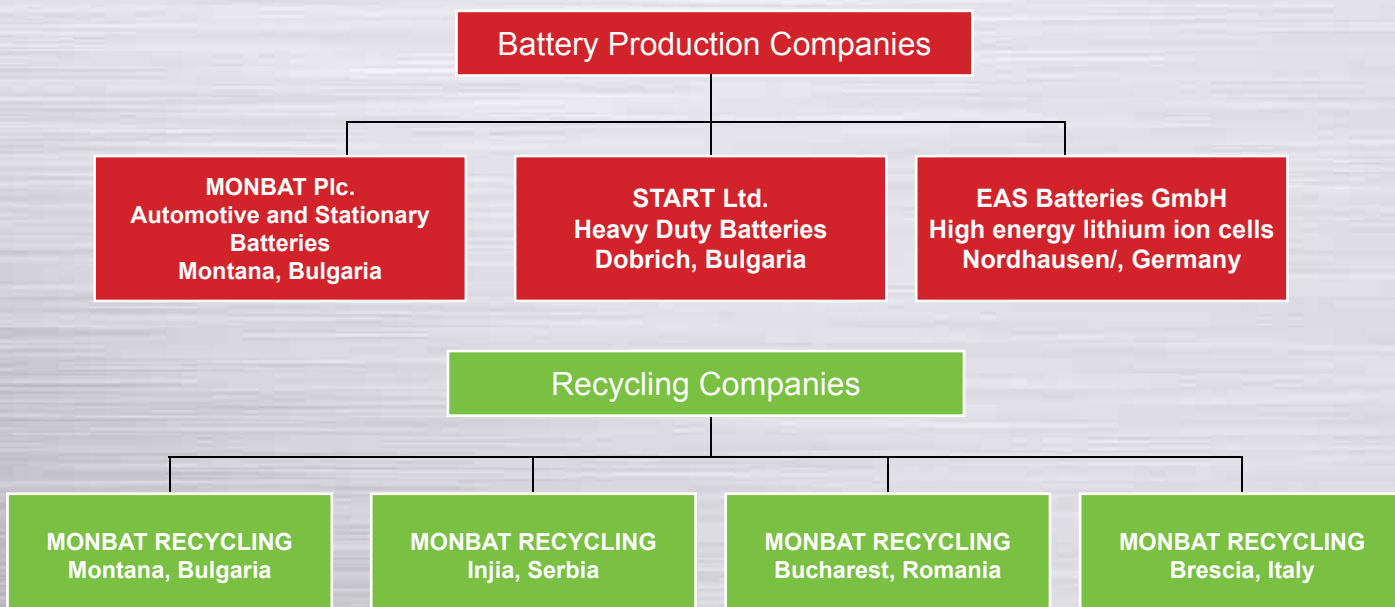 Battery Production Companies
MONBAT Plc.
Automotive and Stationary
Batteries
Montana, Bulgaria
START Ltd.
Heavy Duty Batteries
Dobrich, Bulgaria
EAS Batteries GmbH
High energy lithium ion cells
Nordhausen/, Germany
Recycling Companies
MONBAT RECYCLING
Montana, Bulgaria
MONBAT RECYCLING
Injia, Serbia
MONBAT RECYCLING
Bucharest, Romania
MONBAT RECYCLING
Brescia, Italy